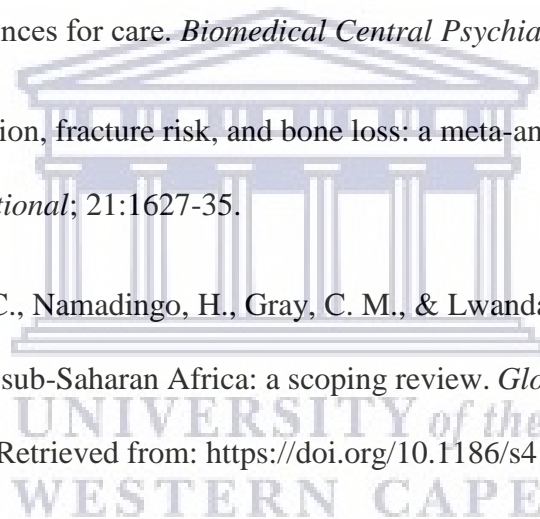 nces for care. Biomedical Central Psychia
ion, fracture risk, and bone loss: a meta-an
tional; 21:1627-35.
C., Namadingo, H., Gray, C. M., & Lwanda
sub-Saharan Africa: a scoping review. Glo
UNIVERSITY of the
Retrieved from: https://doi.org/10.1186/s4
WESTERN CAPE